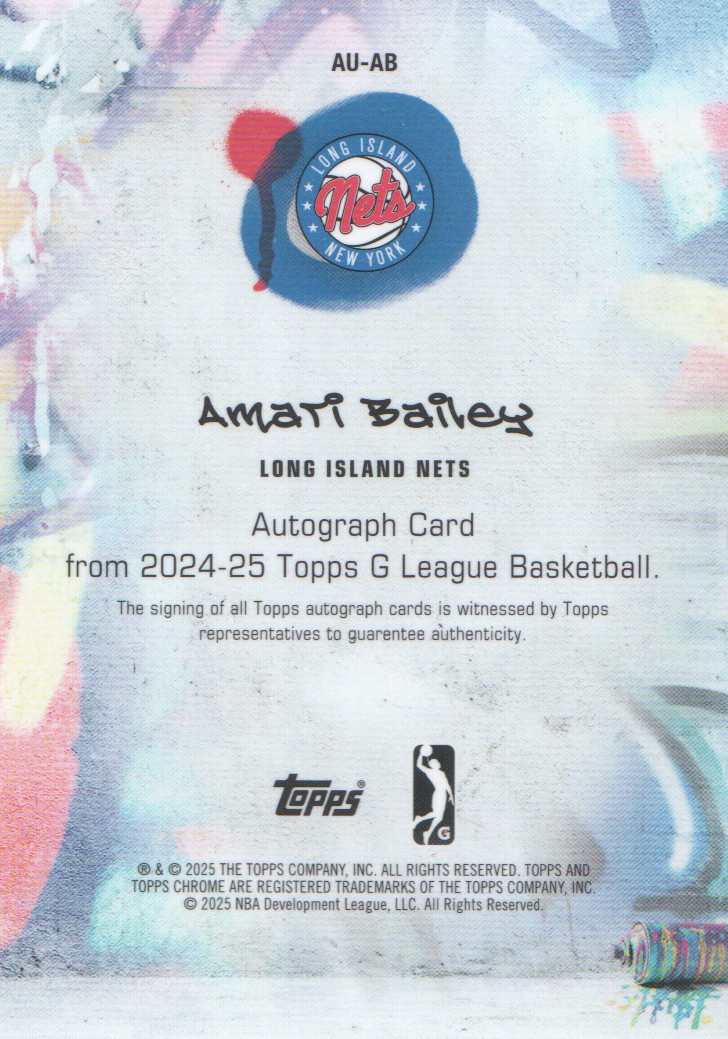 AU-AB
LONG ISLAND
Nets
NEW YORK
Amari Bailey
LONG ISLAND NETS
Autograph Card
from 2024-25 Topps G League Basketball.
The signing of all Topps autograph cards is witnessed by Topps
representatives to guarentee authenticity.
Topps®
G
® & © 2025 THE TOPPS COMPANY, INC. ALL RIGHTS RESERVED. TOPPS AND
TOPPS CHROME ARE REGISTERED TRADEMARKS OF THE TOPPS COMPANY, INC.
© 2025 NBA Development League, LLC. All Rights Reserved.